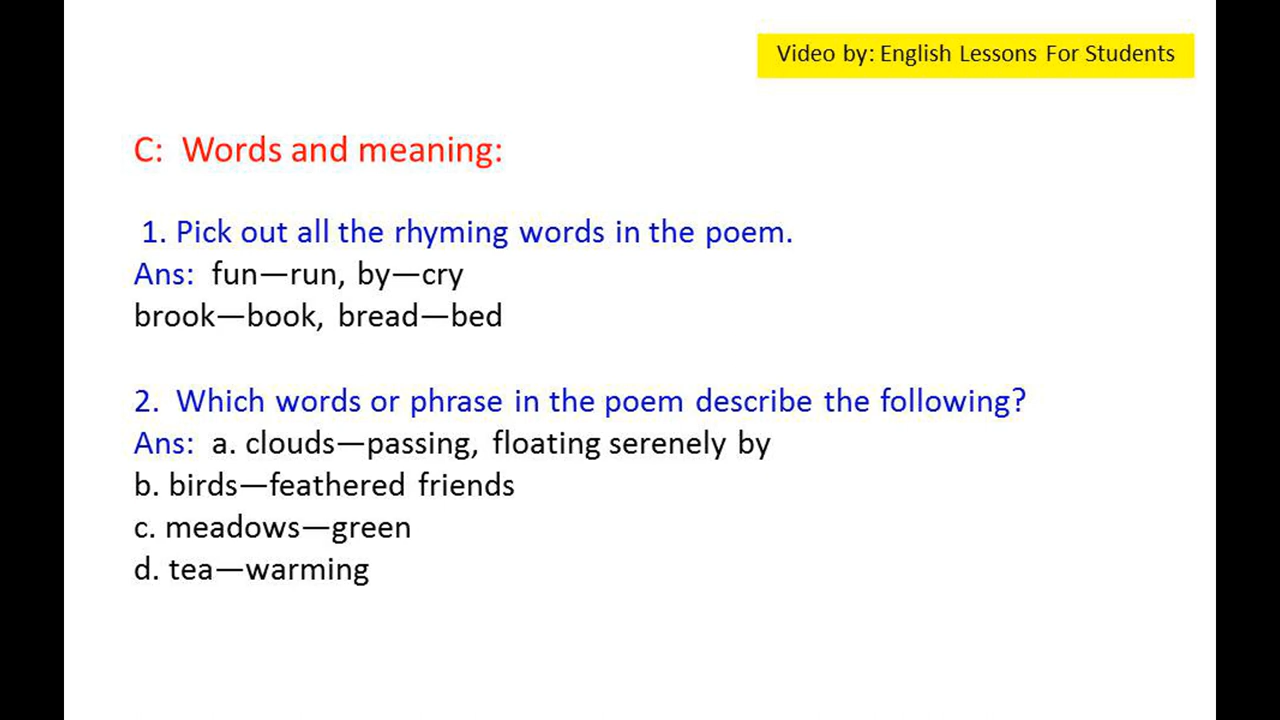 Video by: English Lessons For Students
C: Words and meaning:
1. Pick out all the rhyming words in the poem.
Ans: fun—run, by—cry
brook—book, bread—bed
2. Which words or phrase in the poem describe the following?
Ans: a. clouds—passing, floating serenely by
b. birds—feathered friends
c. meadows—green
d. tea—warming